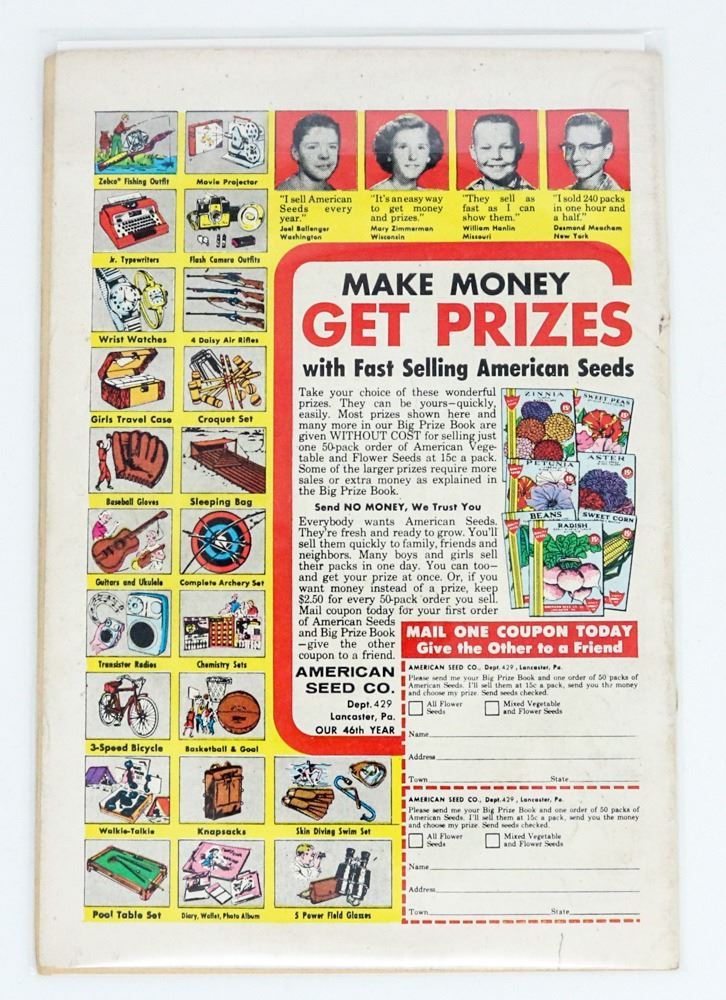 "I sell American
Seeds every
year."
Joel Ballenger
Washington
"It's an easy way
to get money
and prizes."
Mary Zimmerman
Wisconsin
"They sell as
fast as I can
show them."
William Hanlin
Missouri
"I sold 240 packs
in one hour and
a half."
Desmond Meacham
New York
Zebco® Fishing Outfit
Movie Projector
Jr. Typewriters
Flash Camera Outfits
Wrist Watches
4 Daisy Air Rifles
Girls Travel Case
Croquet Set
Baseball Gloves
Sleeping Bag
Guitars and Ukulele
Complete Archery Set
Transistor Radios
Chemistry Sets
3-Speed Bicycle
Basketball & Goal
Walkie-Talkie
Knapsacks
Skin Diving Swim Set
Pool Table Set
Diary, Wallet, Photo Album
5 Power Field Glasses
MAKE MONEY
GET PRIZES
with Fast Selling American Seeds
Take your choice of these wonderful
prizes. They can be yours—quickly,
easily. Most prizes shown here and
many more in our Big Prize Book are
given WITHOUT COST for selling just
one 50-pack order of American Vege-
table and Flower Seeds at 15c a pack.
Some of the larger prizes require more
sales or extra money as explained in
the Big Prize Book.
Send NO MONEY, We Trust You
Everybody wants American Seeds.
They're fresh and ready to grow. You'll
sell them quickly to family, friends and
neighbors. Many boys and girls sell
their packs in one day. You can too—
and get your prize at once. Or, if you
want money instead of a prize, keep
$2.50 for every 50-pack order you sell.
Mail coupon today for your first order
of American Seeds
and Big Prize Book
—give the other
coupon to a friend.
AMERICAN
SEED CO.
Dept. 429
Lancaster, Pa.
OUR 46th YEAR
ZINNIA
SWEET PEAS
PETUNIA
ASTER
BEANS
SWEET CORN
RADISH
MAIL ONE COUPON TODAY
Give the Other to a Friend
AMERICAN SEED CO., Dept. 429, Lancaster, Pa.
Please send me your Big Prize Book and one order of 50 packs of
American Seeds. I'll sell them at 15c a pack, send you the money
and choose my prize. Send seeds checked.
All Flower
Seeds
Mixed Vegetable
and Flower Seeds
Name
Address
Town State
AMERICAN SEED CO., Dept. 429, Lancaster, Pa.
Please send me your Big Prize Book and one order of 50 packs of
American Seeds. I'll sell them at 15c a pack, send you the money
and choose my prize. Send seeds checked.
All Flower
Seeds
Mixed Vegetable
and Flower Seeds
Name
Address
Town State